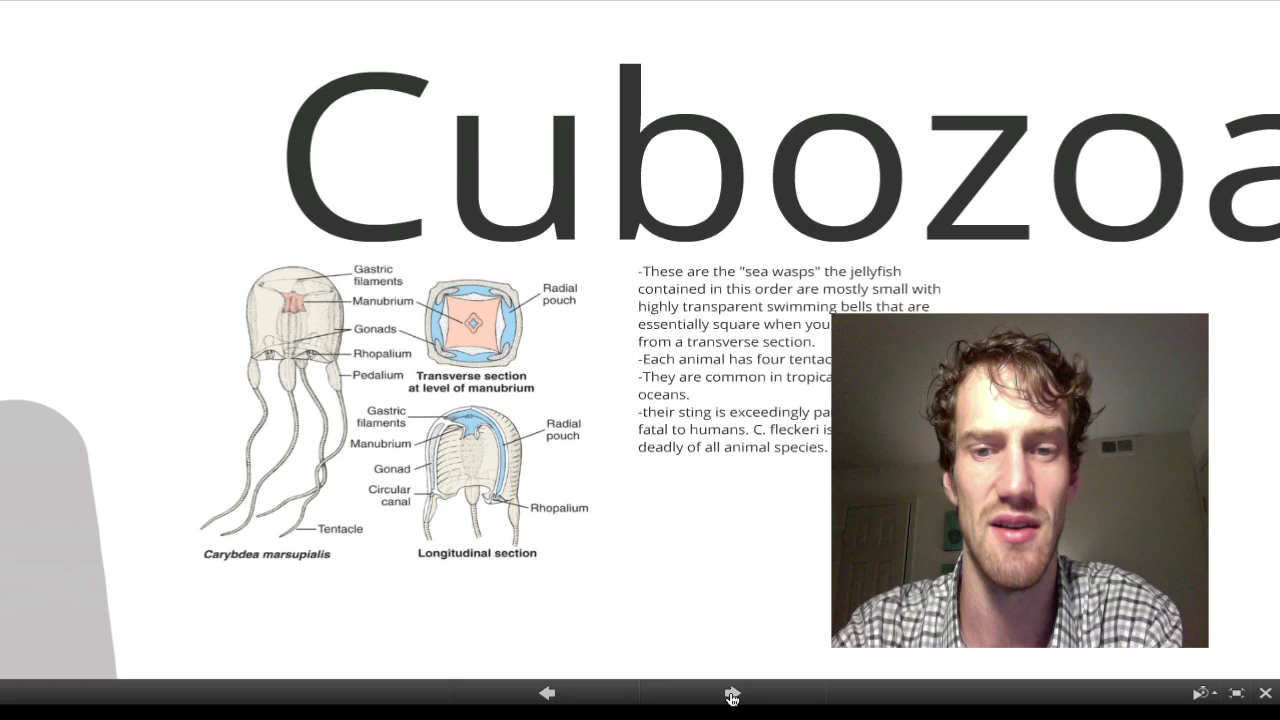 Cubozoa
Gastric
filaments
Manubrium
Gonads
Rhopalium
Pedalium
Tentacle
Carybdea marsupialis
Radial
pouch
Transverse section
at level of manubrium
Gastric
filaments
Manubrium
Gonad
Circular
canal
Radial
pouch
Rhopalium
Longitudinal section
-These are the "sea wasps" the jellyfish
contained in this order are mostly small with
highly transparent swimming bells that are
essentially square when you
from a transverse section.
-Each animal has four
-They are common in
oceans.
-their sting is exceedingly
fatal to humans. C. fleckeri
deadly of all animal species.